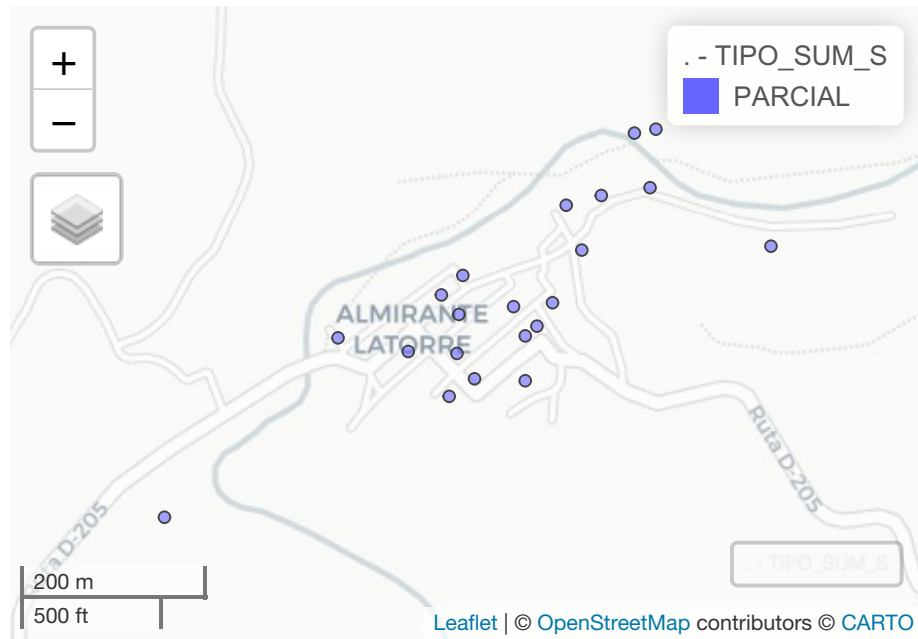 +
−
. - TIPO_SUM_S
PARCIAL
ALMIRANTE
LATORRE
Ruta D-205
Ruta D-205
. - TIPO_SUM_S
200 m
500 ft
Leaflet | © OpenStreetMap contributors © CARTO